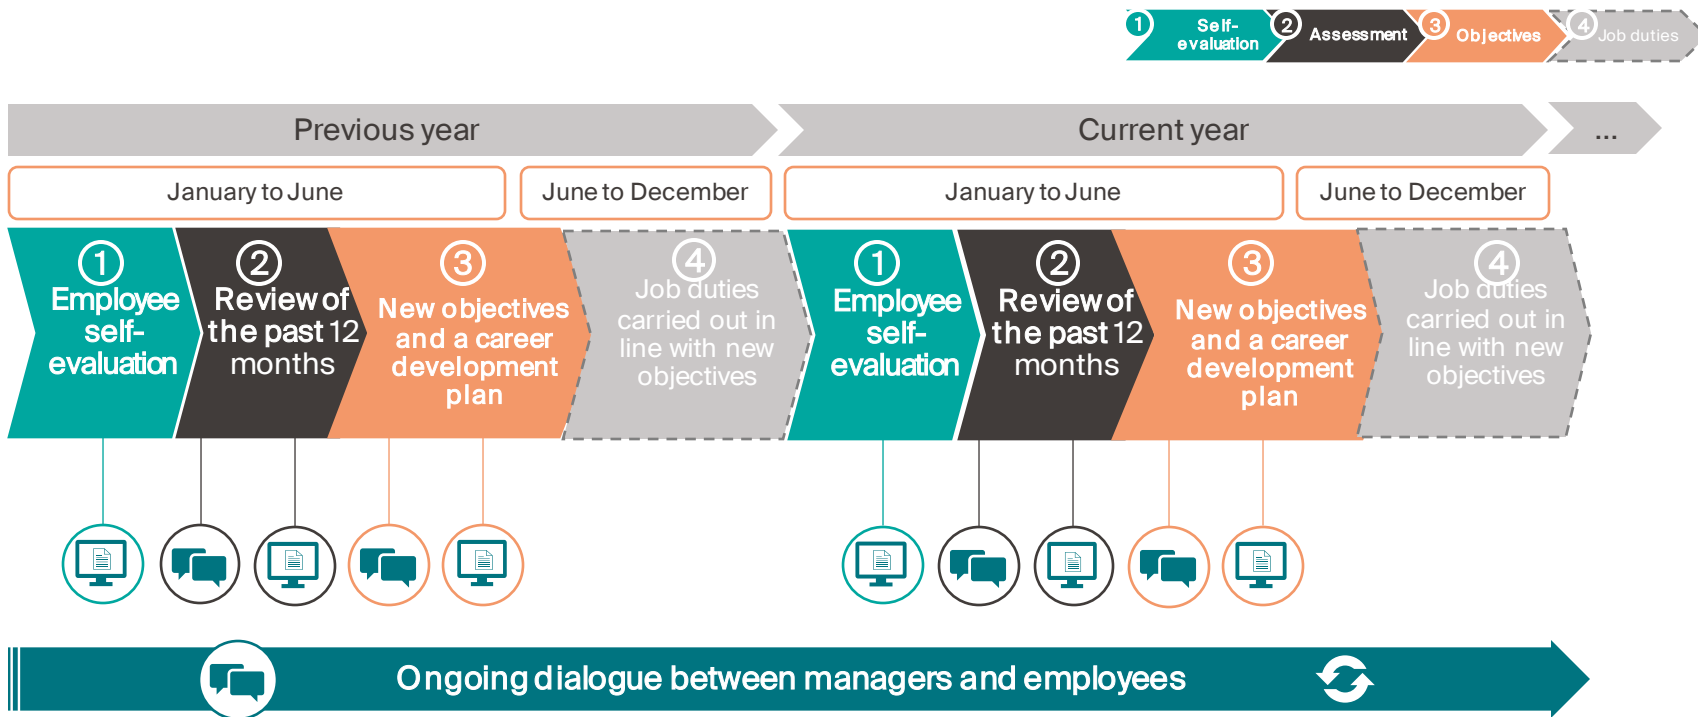 1
Self-
evaluation
2
Assessment
3
Objectives
4
Job duties
Previous year
Current year
...
January to June
June to December
January to June
June to December
1
Employee
self-
evaluation
2
Review of
the past 12
months
3
New objectives
and a career
development
plan
4
Job duties
carried out in
line with new
objectives
1
Employee
self-
evaluation
2
Review of
the past 12
months
3
New objectives
and a career
development
plan
4
Job duties
carried out in
line with new
objectives
Ongoing dialogue between managers and employees